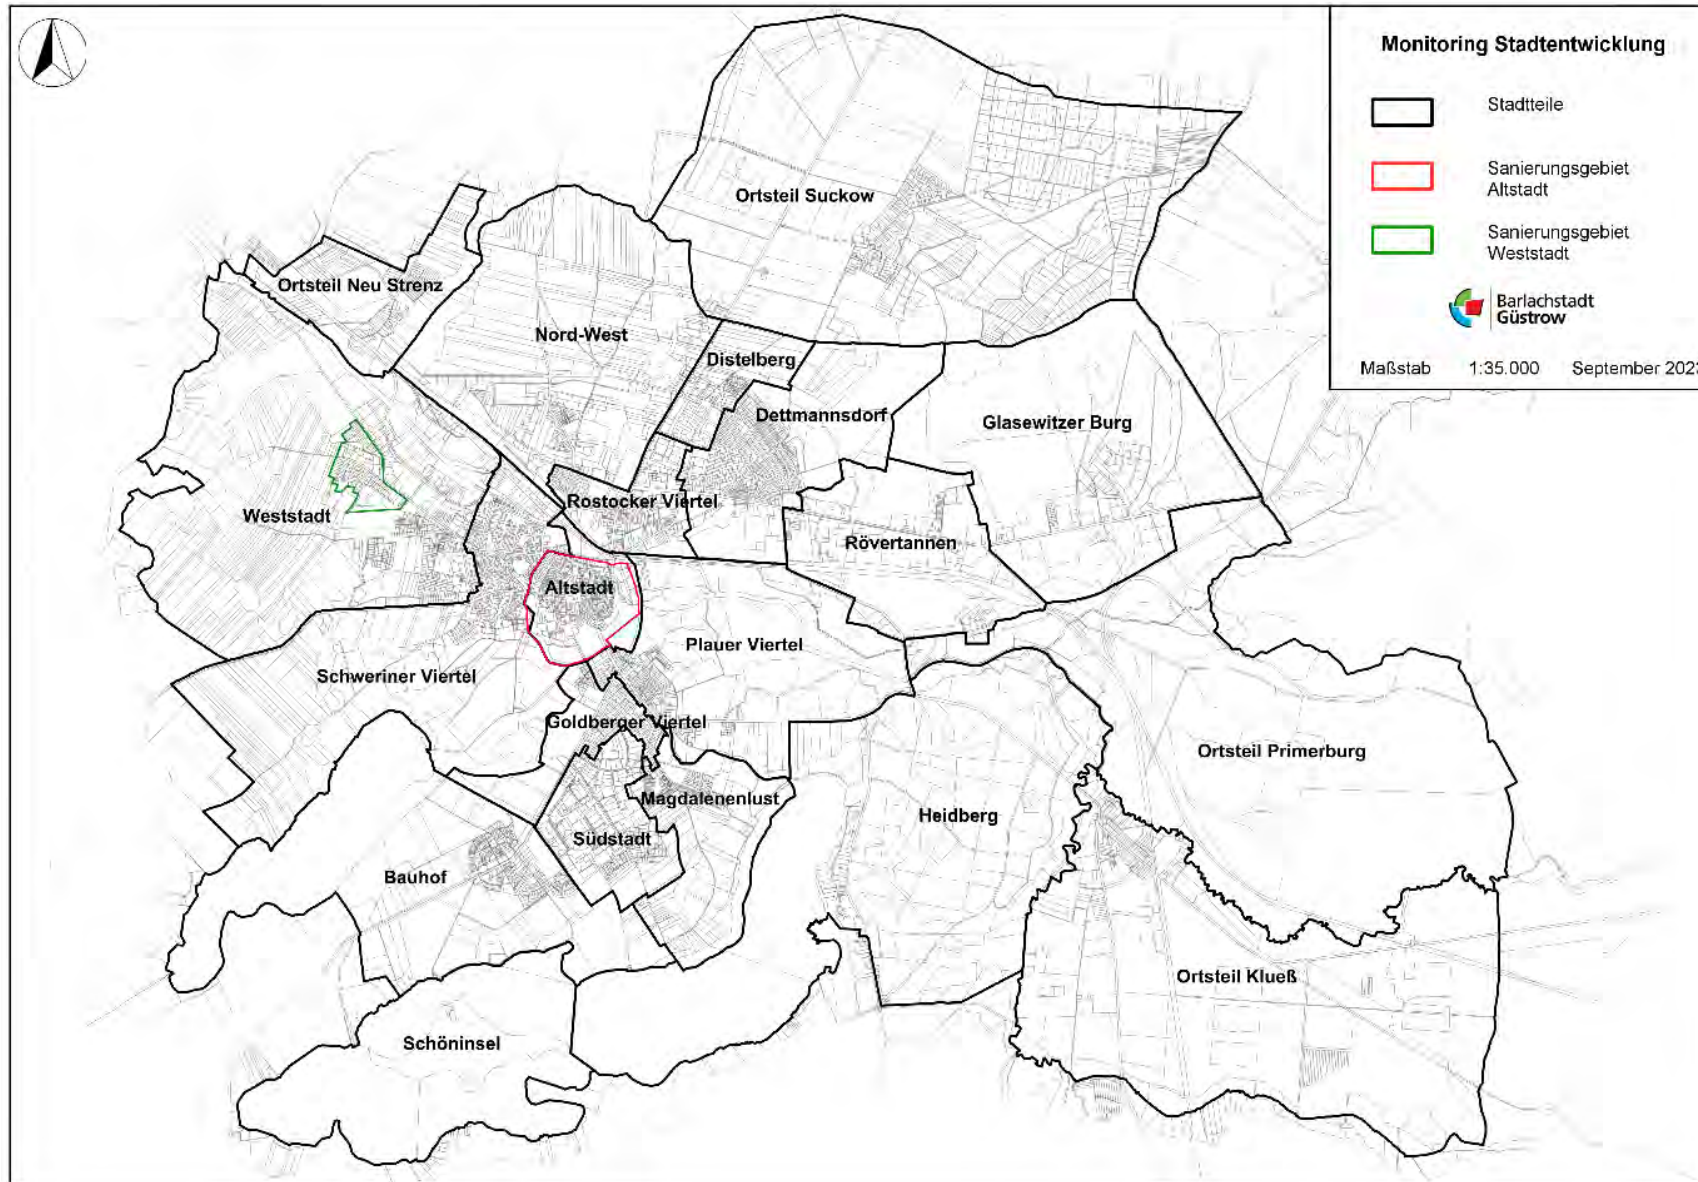 Monitoring Stadtentwicklung
Stadtteile
Sanierungsgebiet
Altstadt
Sanierungsgebiet
Weststadt
Barlachstadt
Güstrow
Maßstab 1:35.000 September 2023
Ortsteil Suckow
Ortsteil Neu Strenz
Nord-West
Distelberg
Dettmannsdorf
Glasewitzer Burg
Rostocker Viertel
Weststadt
Rövertannen
Altstadt
Plauer Viertel
Schweriner Viertel
Goldberger Viertel
Ortsteil Primerburg
Magdalenenlust
Heidberg
Südstadt
Bauhof
Ortsteil Klueß
Schöninsel